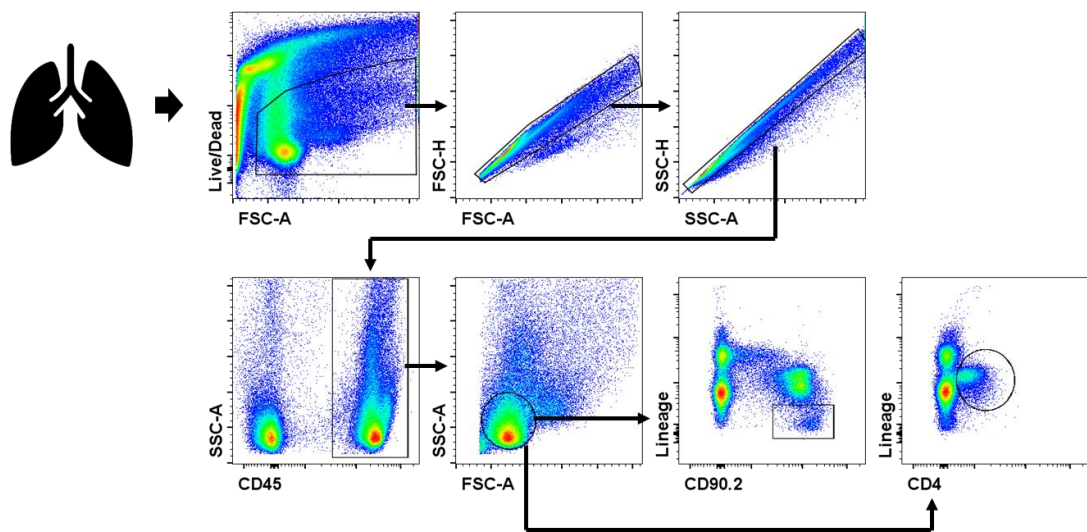 Live/Dead
FSC-A
FSC-H
FSC-A
SSC-H
SSC-A
SSC-A
CD45
SSC-A
FSC-A
Lineage
CD90.2
Lineage
CD4